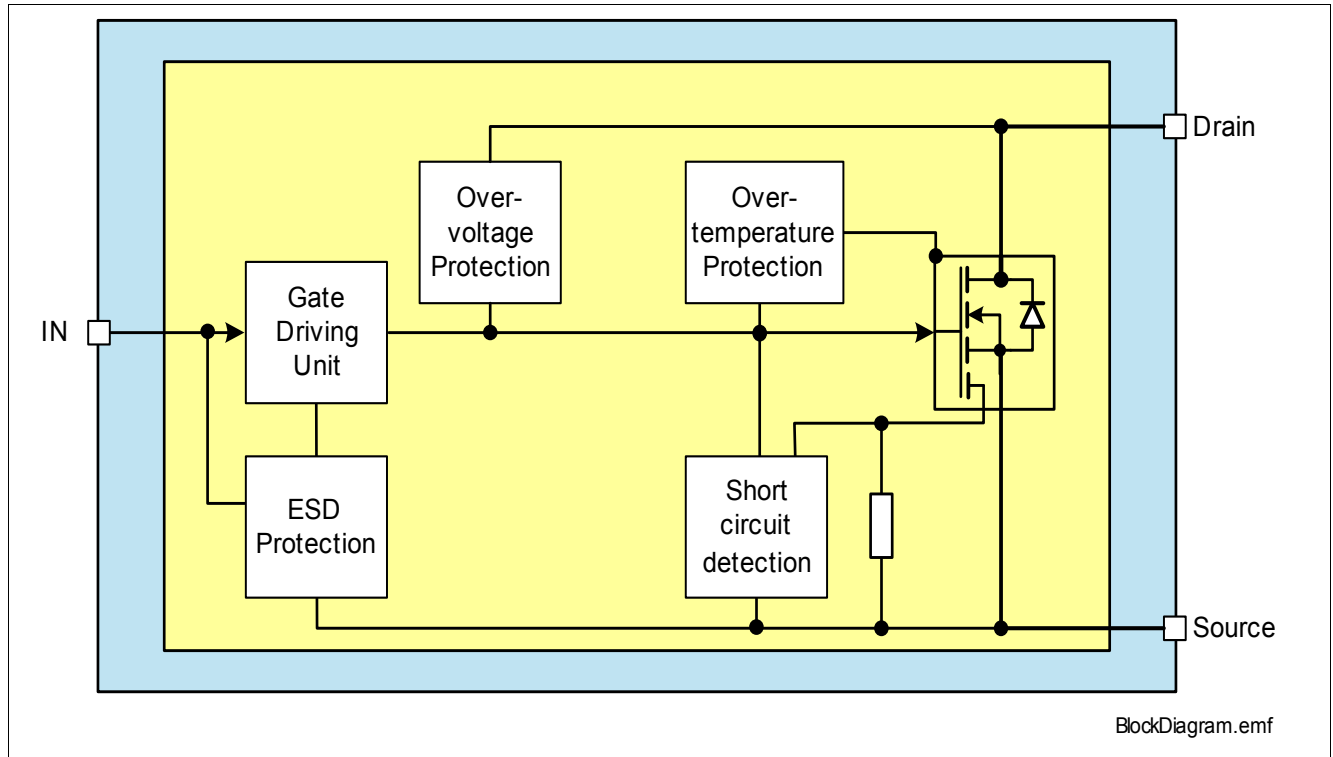 Drain
Over-
voltage
Protection
Over-
temperature
Protection
IN
Gate
Driving
Unit
ESD
Protection
Short
circuit
detection
Source
BlockDiagram.emf